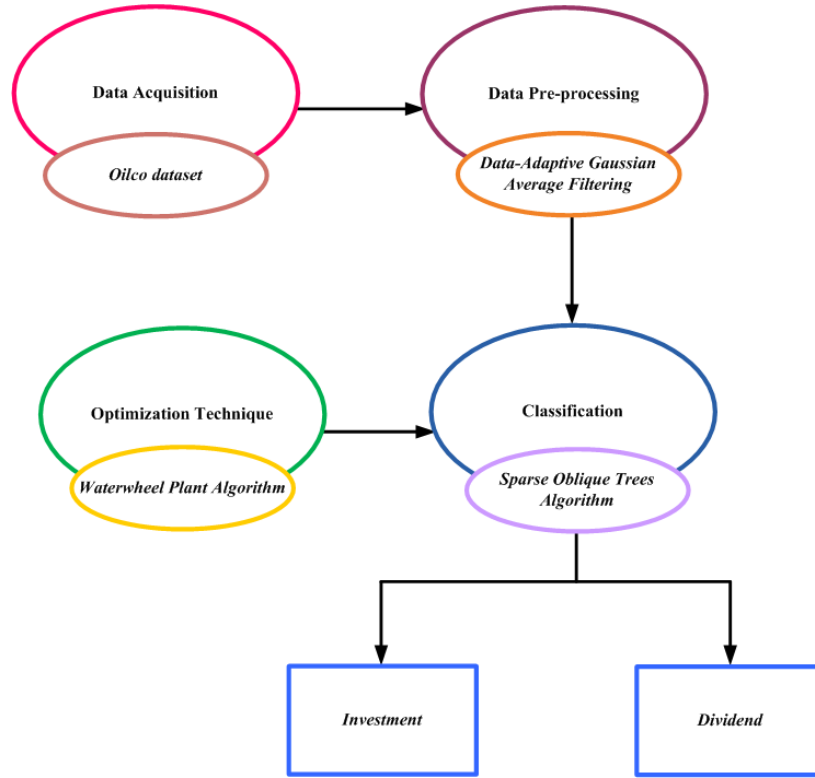 Data Acquisition
Oilco dataset
Data Pre-processing
Data-Adaptive Gaussian
Average Filtering
Optimization Technique
Waterwheel Plant Algorithm
Classification
Sparse Oblique Trees
Algorithm
Investment
Dividend